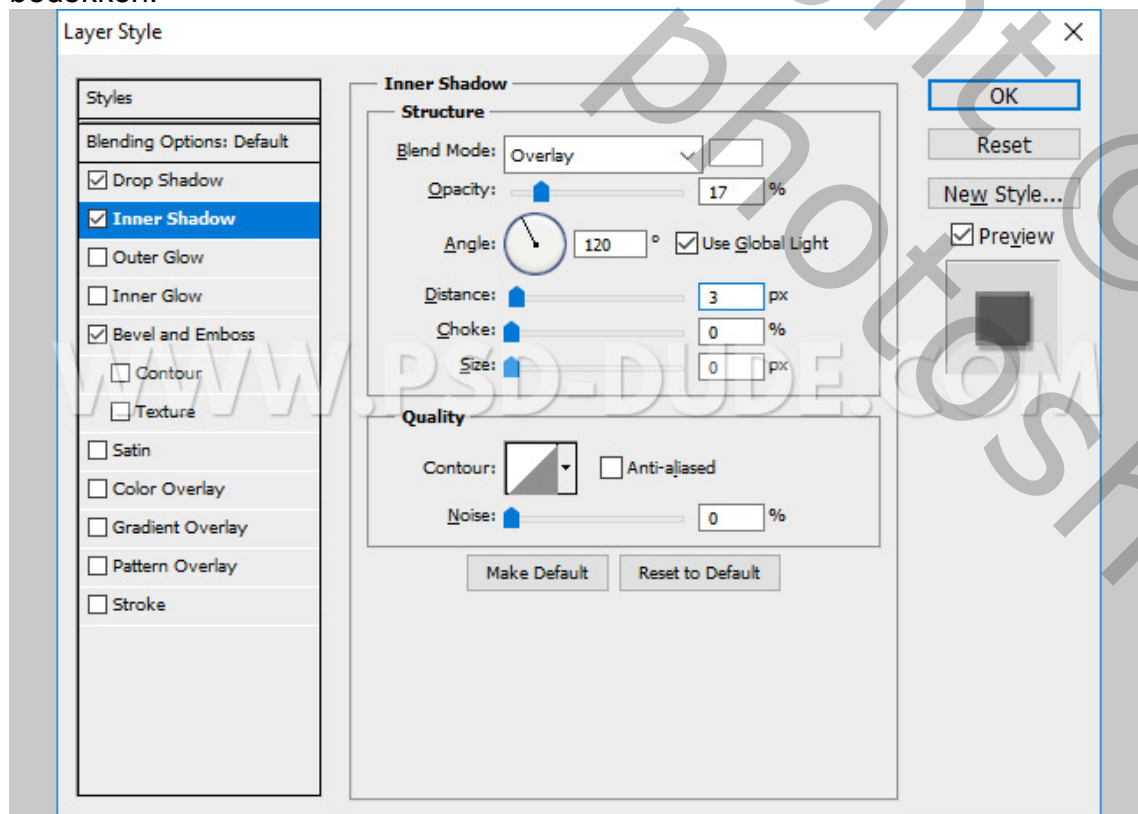 Layer Style
Styles
Blending Options: Default
Drop Shadow
Inner Shadow
Outer Glow
Inner Glow
Bevel and Emboss
Contour
Texture
Satin
Color Overlay
Gradient Overlay
Pattern Overlay
Stroke
Inner Shadow
Structure
Blend Mode: Overlay
Opacity: 17 %
Angle: 120 ° Use Global Light
Distance: 3 px
Choke: 0 %
Size: 0 px
Quality
Contour: Anti-aliased
Noise: 0 %
Make Default Reset to Default
OK
Reset
New Style...
Preview
WWW.PSD-DUDE.COM